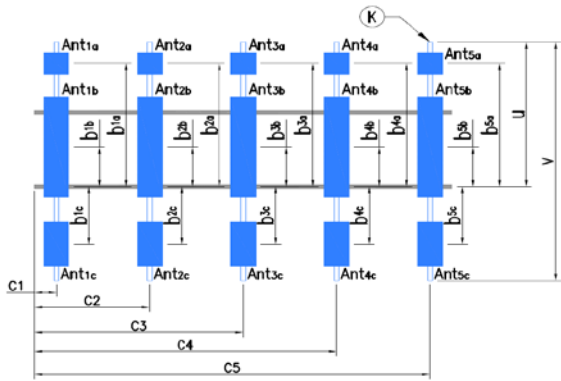 K
Ant1a Ant2a Ant3a Ant4a Ant5a
Ant1b Ant2b Ant3b Ant4b Ant5b
b1b b1a b2b b2a b3b b3a b4b b4a b5b b5a u v
b1c b2c b3c b4c b5c
Ant1c Ant2c Ant3c Ant4c Ant5c
C1
C2
C3
C4
C5